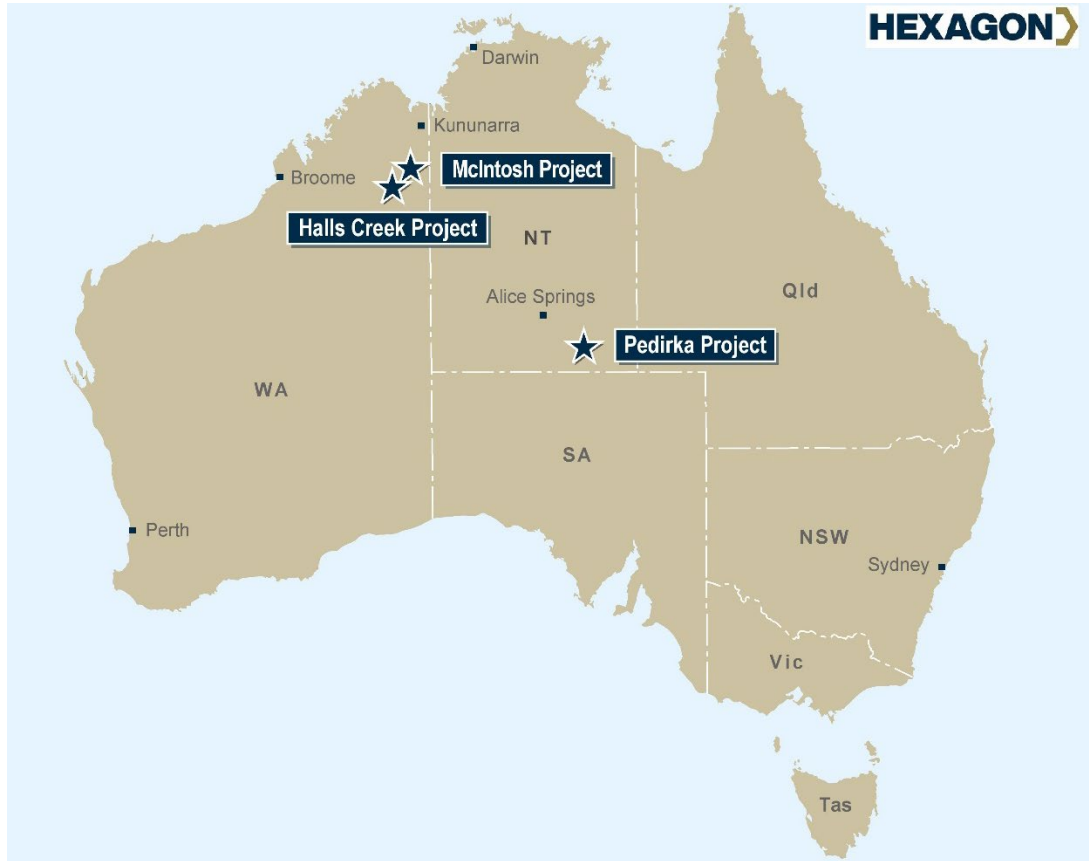 HEXAGON
Darwin
Kununarra
McIntosh Project
Broome
Halls Creek Project
NT
Qld
Alice Springs
Pedirka Project
WA
SA
Perth
NSW
Sydney
Vic
Tas